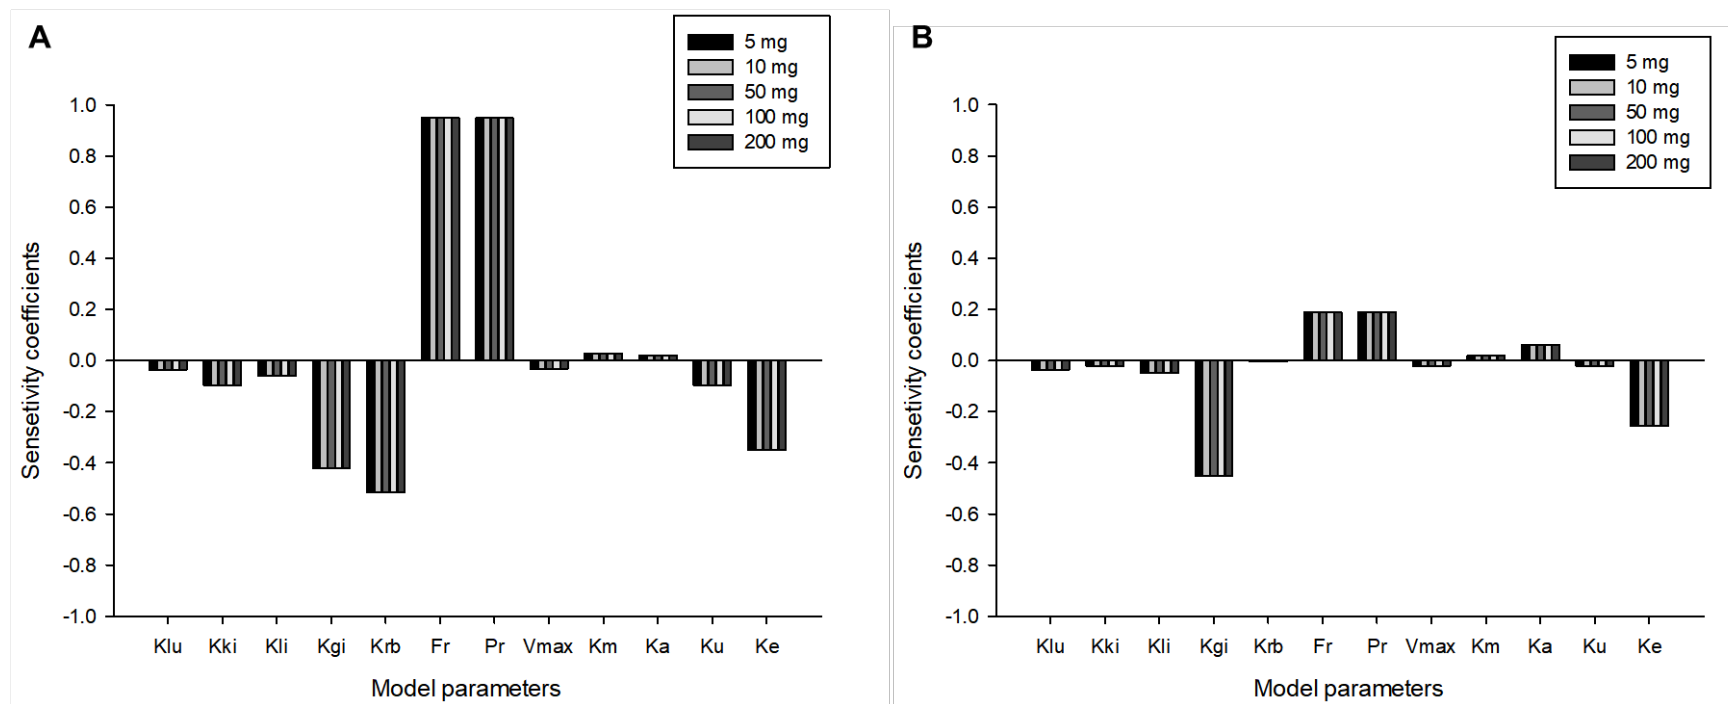 A
5 mg
10 mg
50 mg
100 mg
200 mg
1.0
0.8
0.6
0.4
0.2
0.0
-0.2
-0.4
-0.6
-0.8
-1.0
Sensetivity coefficients
Klu Kki Kli Kgi Krb Fr Pr Vmax Km Ka Ku Ke
Model parameters
B
5 mg
10 mg
50 mg
100 mg
200 mg
1.0
0.8
0.6
0.4
0.2
0.0
-0.2
-0.4
-0.6
-0.8
-1.0
Sensetivity coefficients
Klu Kki Kli Kgi Krb Fr Pr Vmax Km Ka Ku Ke
Model parameters